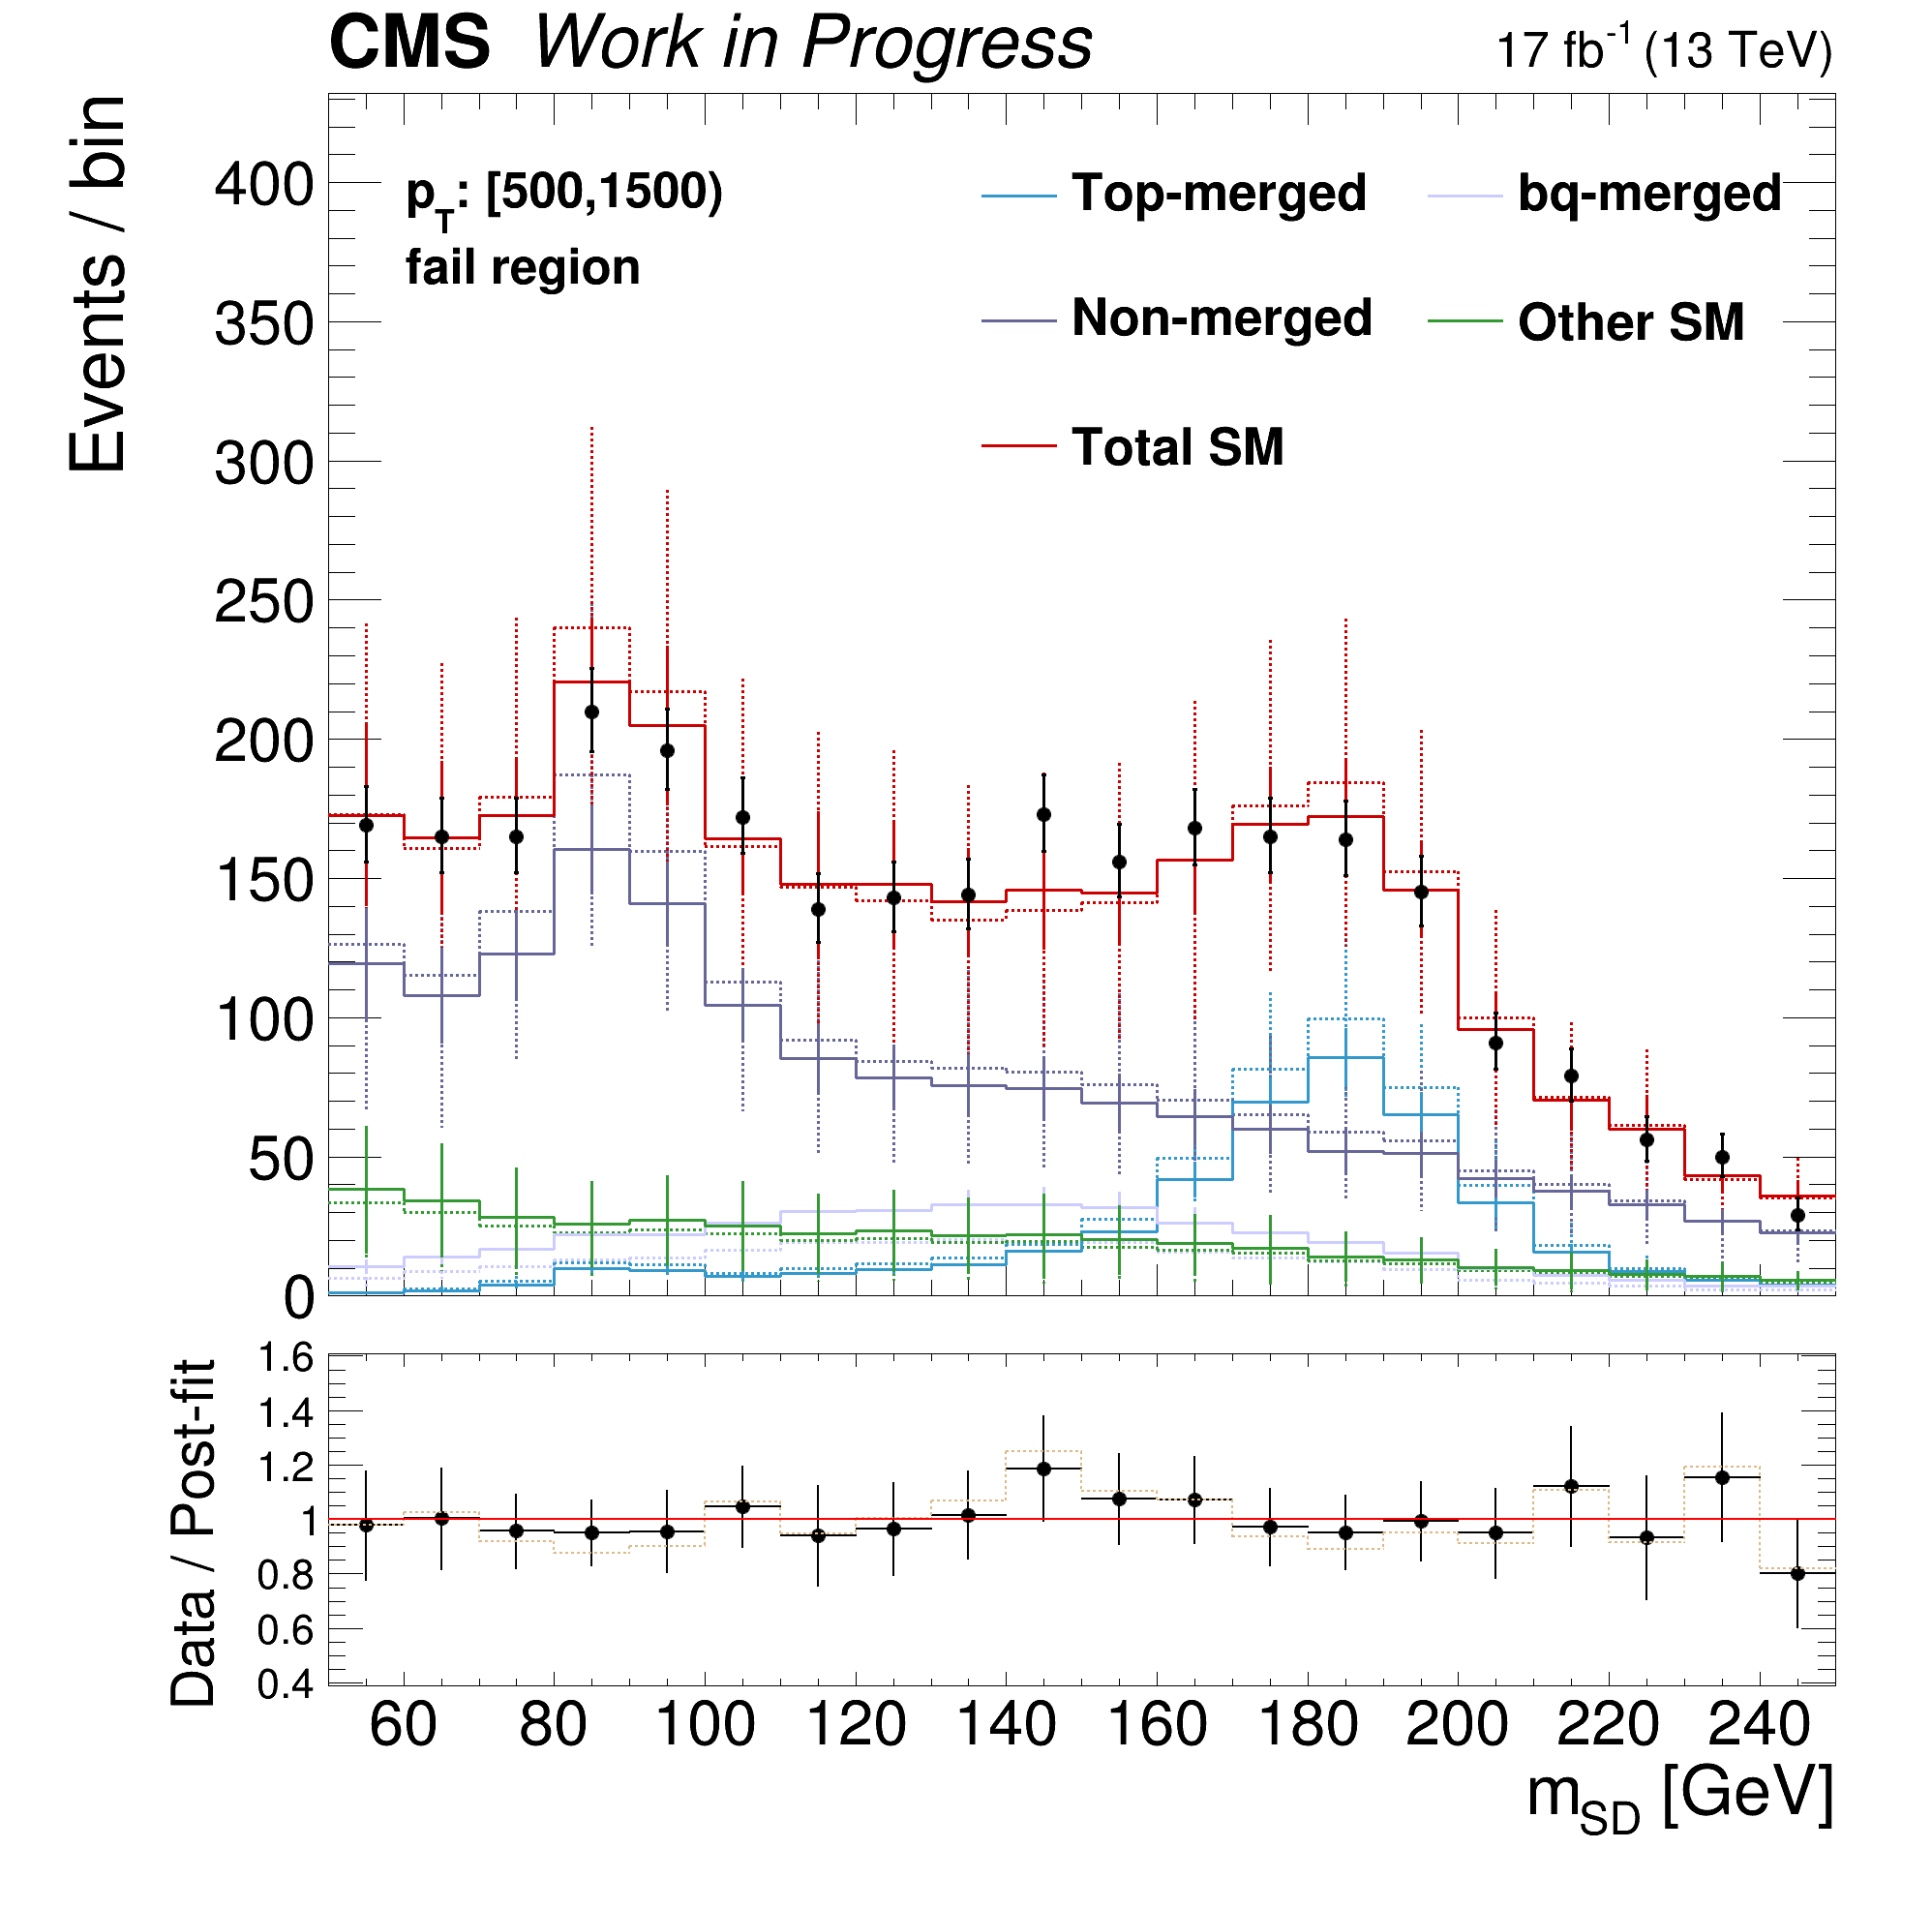 CMS Work in Progress
17 fb-1 (13 TeV)
Events / bin
400
350
300
250
200
150
100
50
0
pT: [500,1500)
fail region
Top-merged
bq-merged
Non-merged
Other SM
Total SM
Data / Post-fit
1.6
1.4
1.2
1
0.8
0.6
0.4
60 80 100 120 140 160 180 200 220 240
mSD [GeV]